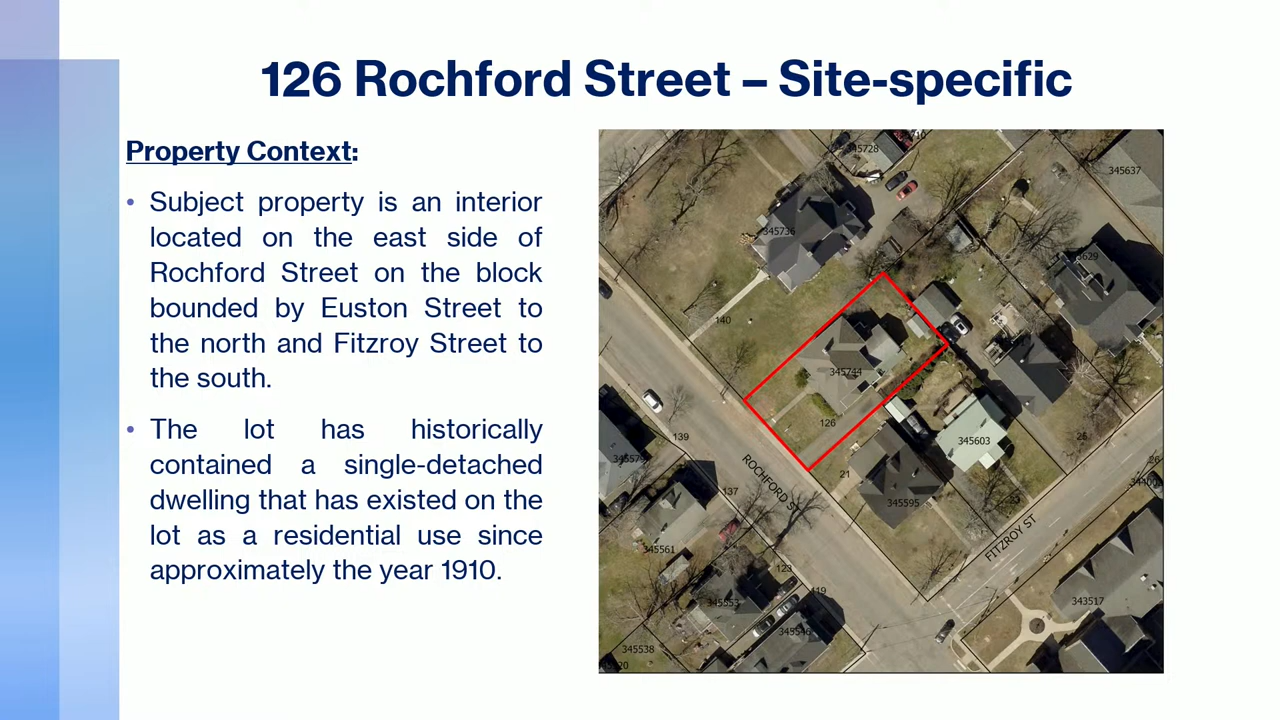 126 Rochford Street – Site-specific
Property Context:
• Subject property is an interior
located on the east side of
Rochford Street on the block
bounded by Euston Street to
the north and Fitzroy Street to
the south.
• The lot has historically
contained a single-detached
dwelling that has existed on the
lot as a residential use since
approximately the year 1910.
345728
345637
345736
140
345744
126
139
ROCHFORD ST
137
21
345603
25
345595
FITZROY ST
345561
123
343517
345538